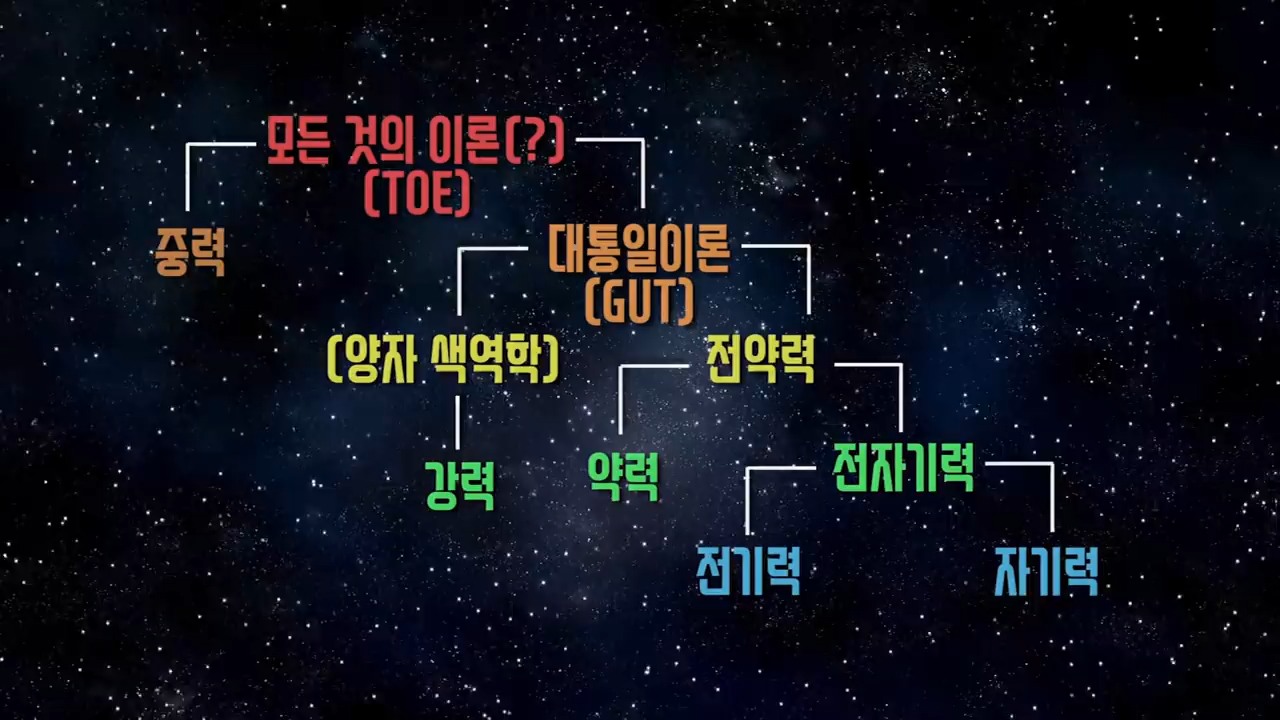 모든 것의 이론(?)
(TOE)
중력
대통일이론
(GUT)
(양자 색역학)
전약력
강력
약력
전자기력
전기력
자기력